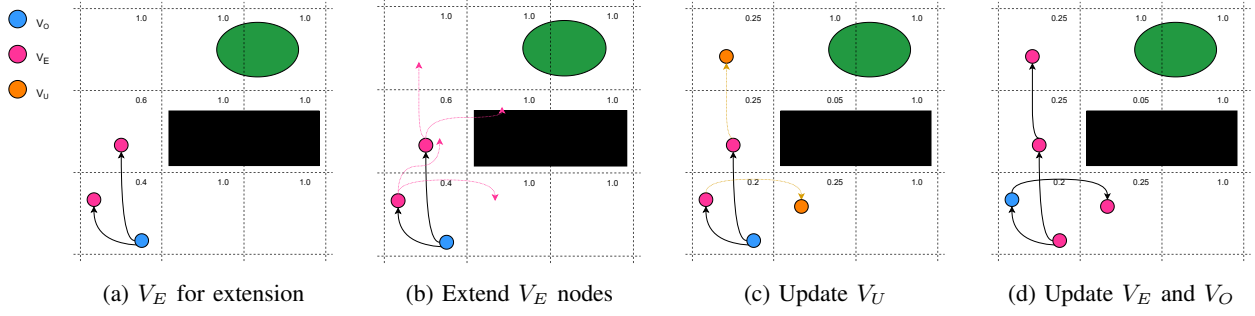 V_O
V_E
V_U
1.0 1.0 1.0
0.6 1.0 1.0
0.4 1.0 1.0
1.0 1.0 1.0
0.6 1.0 1.0
0.4 1.0 1.0
0.25 1.0 1.0
0.25 0.05 1.0
0.2 0.25 1.0
0.25 1.0 1.0
0.25 0.05 1.0
0.2 0.25 1.0
(a) V_E for extension
(b) Extend V_E nodes
(c) Update V_U
(d) Update V_E and V_O